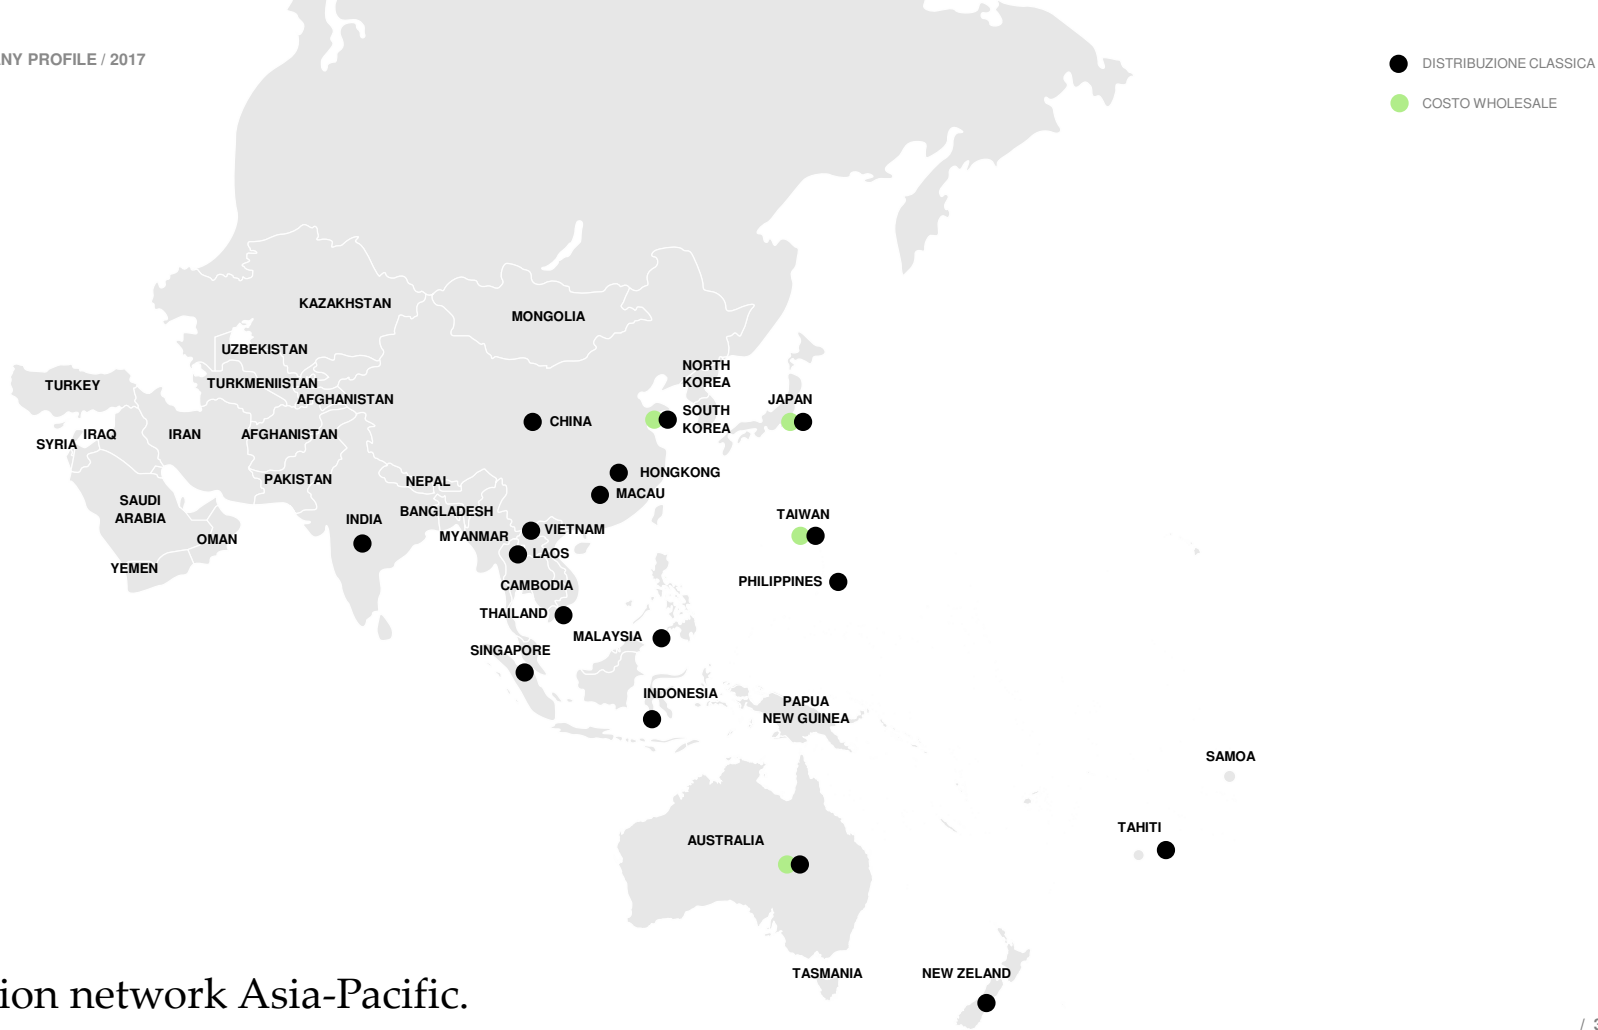 NY PROFILE / 2017
DISTRIBUZIONE CLASSICA
COSTO WHOLESALE
KAZAKHSTAN
MONGOLIA
UZBEKISTAN
NORTH
KOREA
TURKEY
TURKMENIISTAN
AFGHANISTAN
JAPAN
SOUTH
KOREA
CHINA
SYRIA
IRAQ
IRAN
AFGHANISTAN
HONGKONG
PAKISTAN
NEPAL
MACAU
SAUDI
ARABIA
BANGLADESH
INDIA
TAIWAN
VIETNAM
OMAN
MYANMAR
LAOS
YEMEN
CAMBODIA
PHILIPPINES
THAILAND
MALAYSIA
SINGAPORE
INDONESIA
PAPUA
NEW GUINEA
SAMOA
TAHITI
AUSTRALIA
TASMANIA
NEW ZELAND
ion network Asia-Pacific.
/ 3